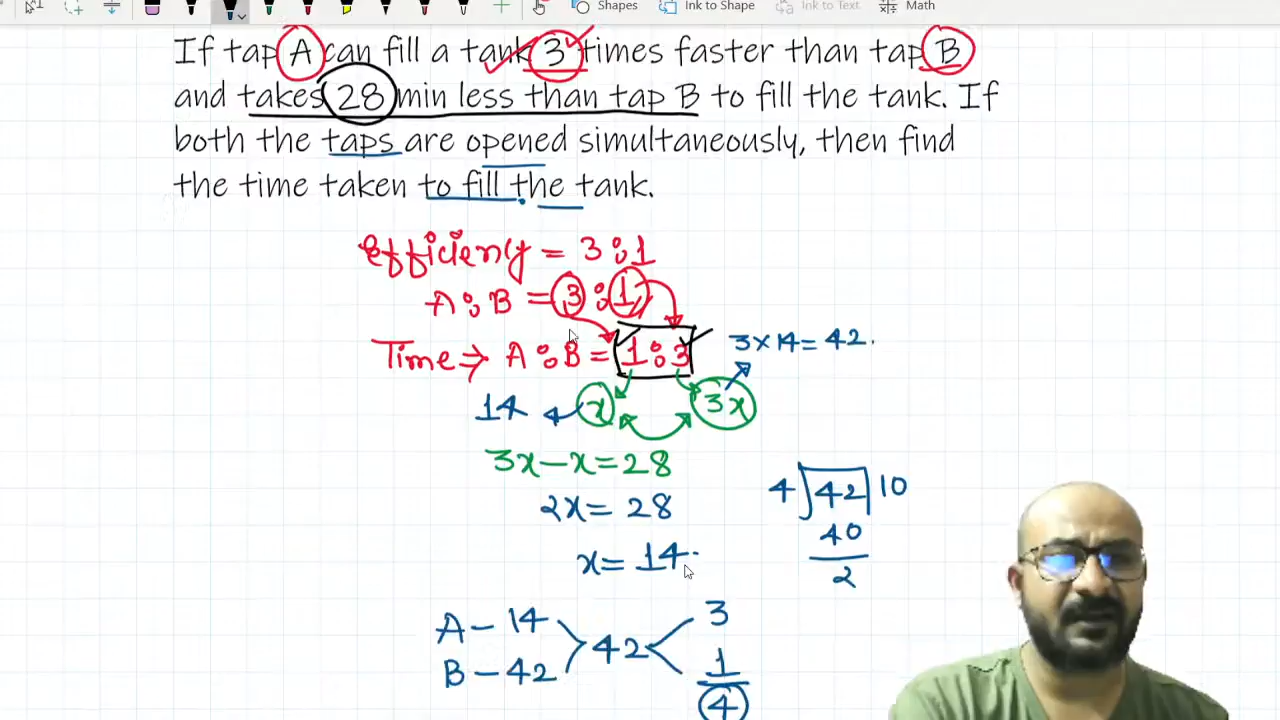 Shapes Ink to Shape Ink to Text Math
If tap A can fill a tank 3 times faster than tap B
and takes 28 min less than tap B to fill the tank. If
both the taps are opened simultaneously, then find
the time taken to fill the tank.
efficiency = 3:1
A:B = 3:1
Time ⇒ A:B = 1:3
3×14=42.
14 x 3x
3x-x=28
2x= 28
4 42 10
40
2
x= 14.
A-14
B-42
42
3
1
4